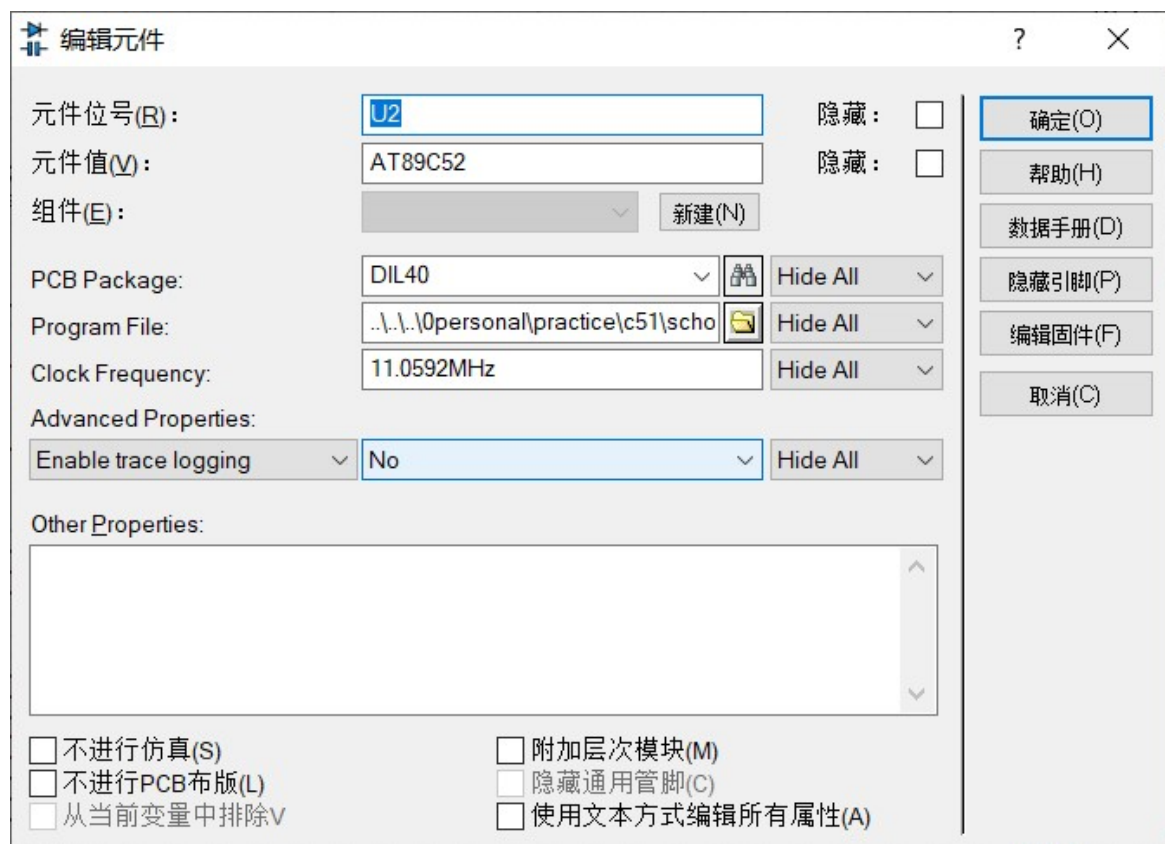 编辑元件 ?
元件位号(R): U2 隐藏: 确定(O)
元件值(V): AT89C52 隐藏: 帮助(H)
组件(E): 新建(N) 数据手册(D)
PCB Package: DIL40 Hide All 隐藏引脚(P)
Program File: ..\..\..\0personal\practice\c51\scho Hide All 编辑固件(F)
Clock Frequency: 11.0592MHz Hide All 取消(C)
Advanced Properties:
Enable trace logging No Hide All
Other Properties:
不进行仿真(S) 附加层次模块(M)
不进行PCB布版(L) 隐藏通用管脚(C)
从当前变量中排除V 使用文本方式编辑所有属性(A)